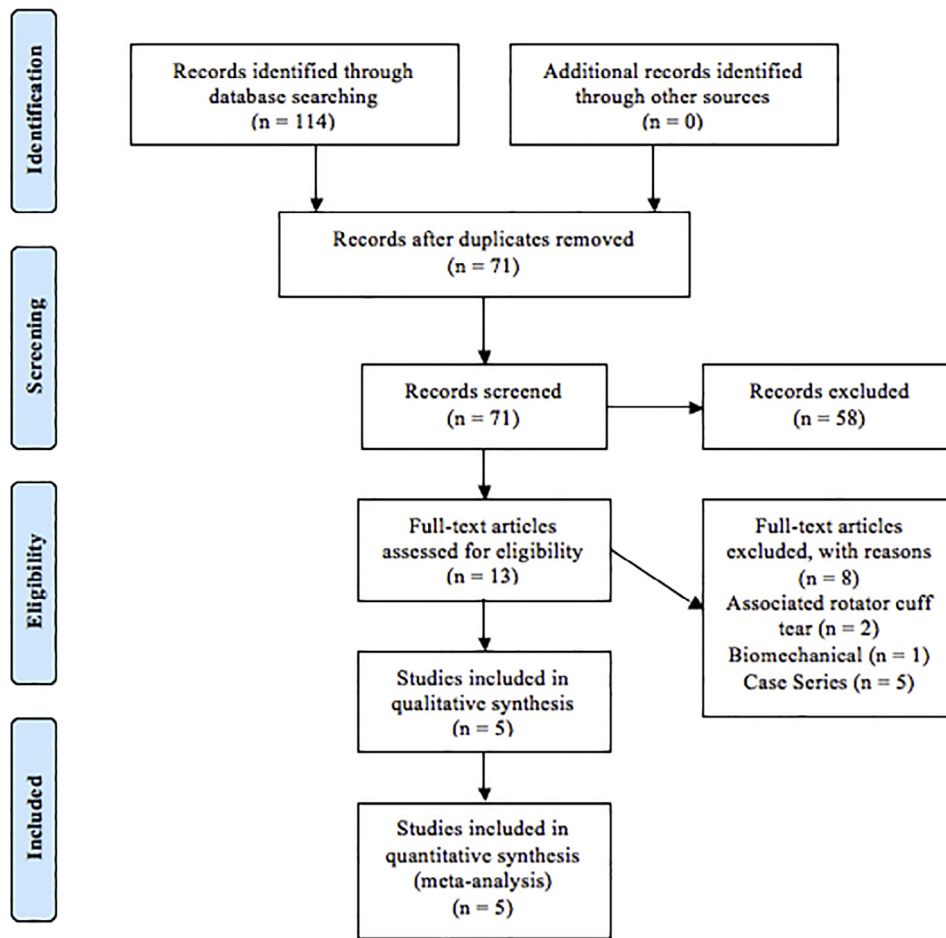 Identification
Records identified through
database searching
(n = 114)
Additional records identified
through other sources
(n = 0)
Records after duplicates removed
(n = 71)
Screening
Records screened
(n = 71)
Records excluded
(n = 58)
Eligibility
Full-text articles
assessed for eligibility
(n = 13)
Full-text articles
excluded, with reasons
(n = 8)
Associated rotator cuff
tear (n = 2)
Biomechanical (n = 1)
Case Series (n = 5)
Studies included in
qualitative synthesis
(n = 5)
Included
Studies included in
quantitative synthesis
(meta-analysis)
(n = 5)